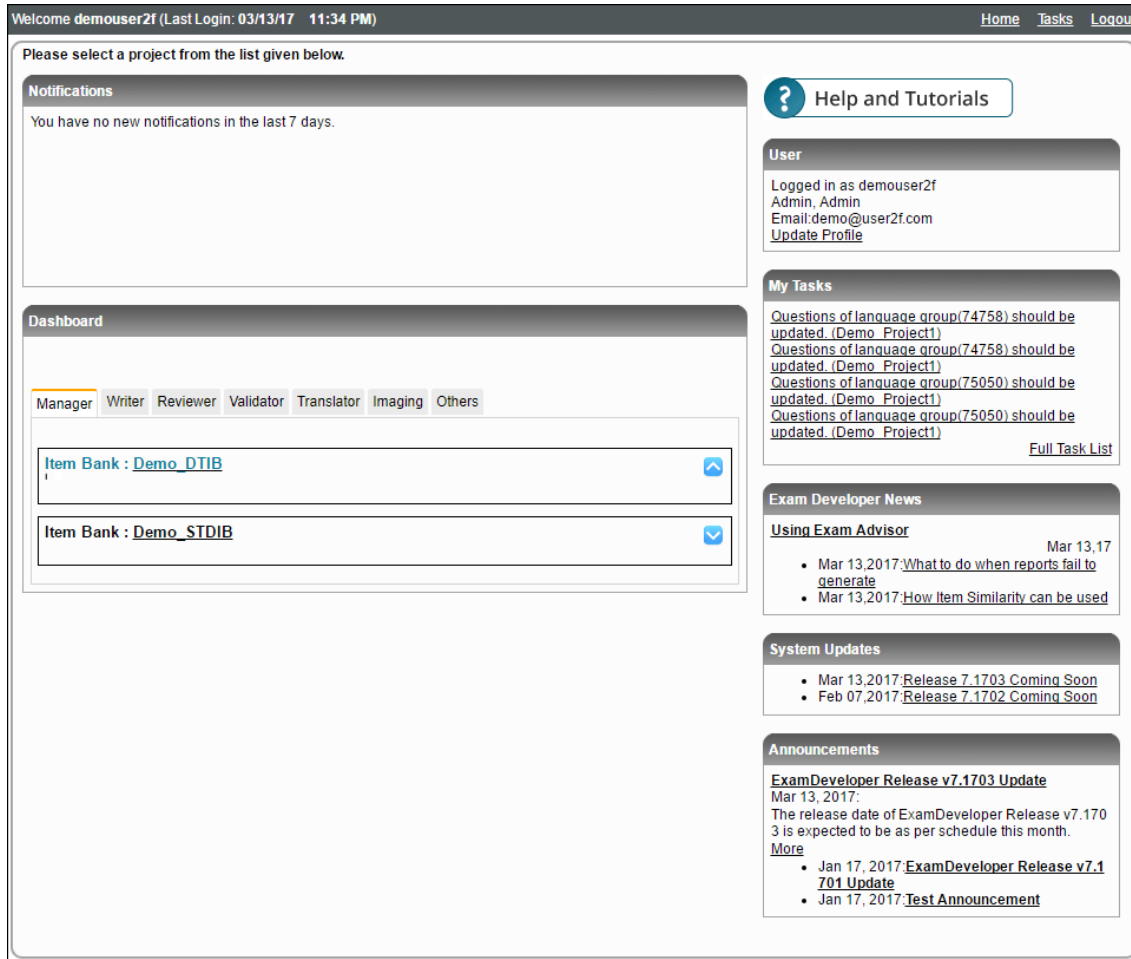 Welcome demouser2f (Last Login: 03/13/17 11:34 PM)
Home Tasks Logou
Please select a project from the list given below.
Notifications
You have no new notifications in the last 7 days.
Dashboard
Manager Writer Reviewer Validator Translator Imaging Others
Item Bank : Demo_DTIB
Item Bank : Demo_STDIB
? Help and Tutorials
User
Logged in as demouser2f
Admin, Admin
Email:demo@user2f.com
Update Profile
My Tasks
Questions of language group(74758) should be
updated. (Demo_Project1)
Questions of language group(74758) should be
updated. (Demo_Project1)
Questions of language group(75050) should be
updated. (Demo_Project1)
Questions of language group(75050) should be
updated. (Demo_Project1)
Full Task List
Exam Developer News
Using Exam Advisor
Mar 13,17
• Mar 13,2017:What to do when reports fail to
generate
• Mar 13,2017:How Item Similarity can be used
System Updates
• Mar 13,2017:Release 7.1703 Coming Soon
• Feb 07,2017:Release 7.1702 Coming Soon
Announcements
ExamDeveloper Release v7.1703 Update
Mar 13, 2017:
The release date of ExamDeveloper Release v7.170
3 is expected to be as per schedule this month.
More
• Jan 17, 2017:ExamDeveloper Release v7.1
701 Update
• Jan 17, 2017:Test Announcement